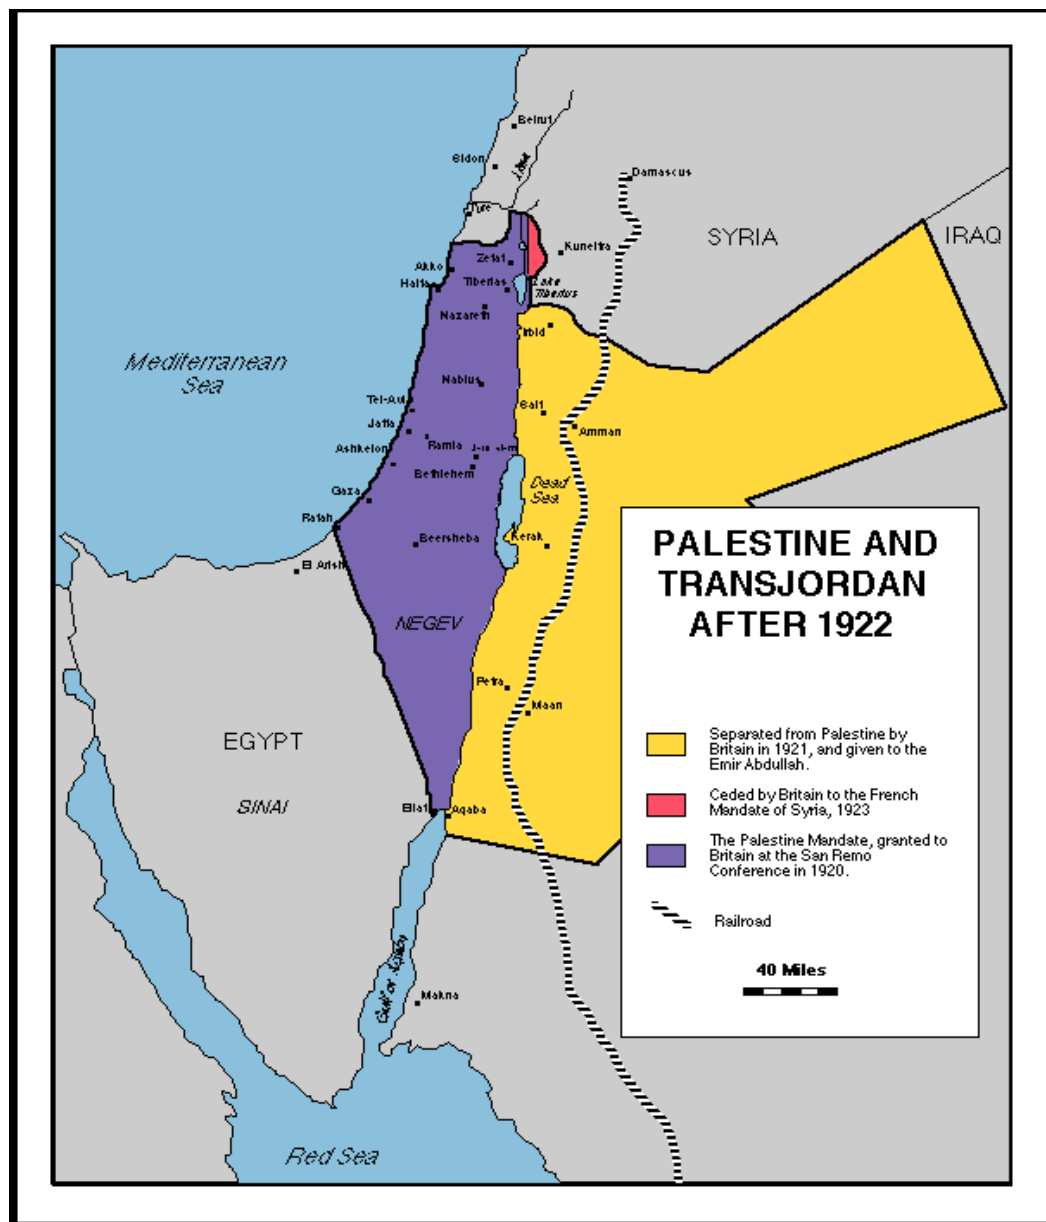 Beirut
Sidon
Damascus
Tyre
SYRIA
IRAQ
Kuneitra
Zefat
Akko
Haifa
Tiberias
Lake
Tiberias
Nazareth
Irbid
Mediterranean
Sea
Nablus
Tel-Aviv
Salt
Jaffa
Amman
Ramla
Ashkelon
Bethlehem
Dead
Sea
Gaza
Rafah
Kerak
Beersheba
El Arish
NEGEV
PALESTINE AND
TRANSJORDAN
AFTER 1922
Petra
Maan
EGYPT
SINAI
Separated from Palestine by
Britain in 1921, and given to the
Emir Abdullah.
Ceded by Britain to the French
Mandate of Syria, 1923
The Palestine Mandate, granted to
Britain at the San Remo
Conference in 1920.
Railroad
40 Miles
Eilat
Aqaba
Gulf of
Makna
Red Sea